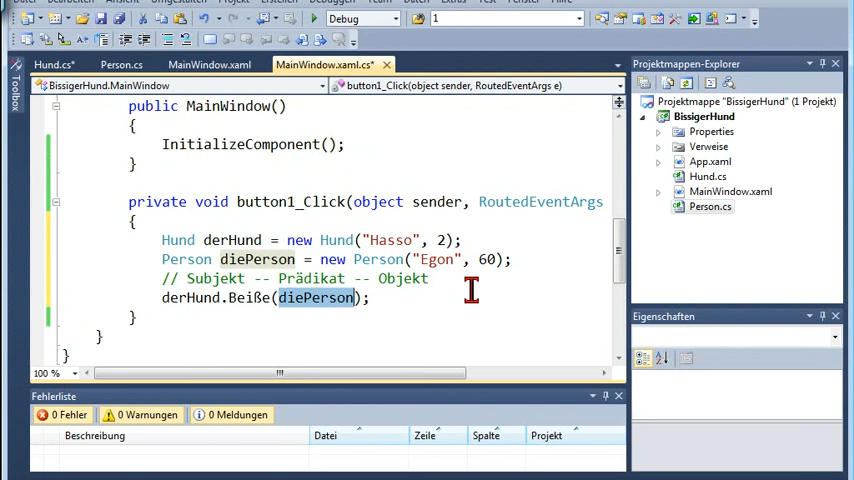 Debug
1
Hund.cs*
Person.cs
MainWindow.xaml
MainWindow.xaml.cs*
Toolbox
BissigerHund.MainWindow
button1_Click(object sender, RoutedEventArgs e)
public MainWindow()
{
InitializeComponent();
}
private void button1_Click(object sender, RoutedEventArgs
{
Hund derHund = new Hund("Hasso", 2);
Person diePerson = new Person("Egon", 60);
// Subjekt -- Prädikat -- Objekt
derHund.Beiße(diePerson);
}
}
}
100 %
Projektmappen-Explorer
Projektmappe "BissigerHund" (1 Projekt)
BissigerHund
Properties
Verweise
App.xaml
Hund.cs
MainWindow.xaml
Person.cs
Eigenschaften
Fehlerliste
0 Fehler
0 Warnungen
0 Meldungen
Beschreibung
Datei
Zeile
Spalte
Projekt